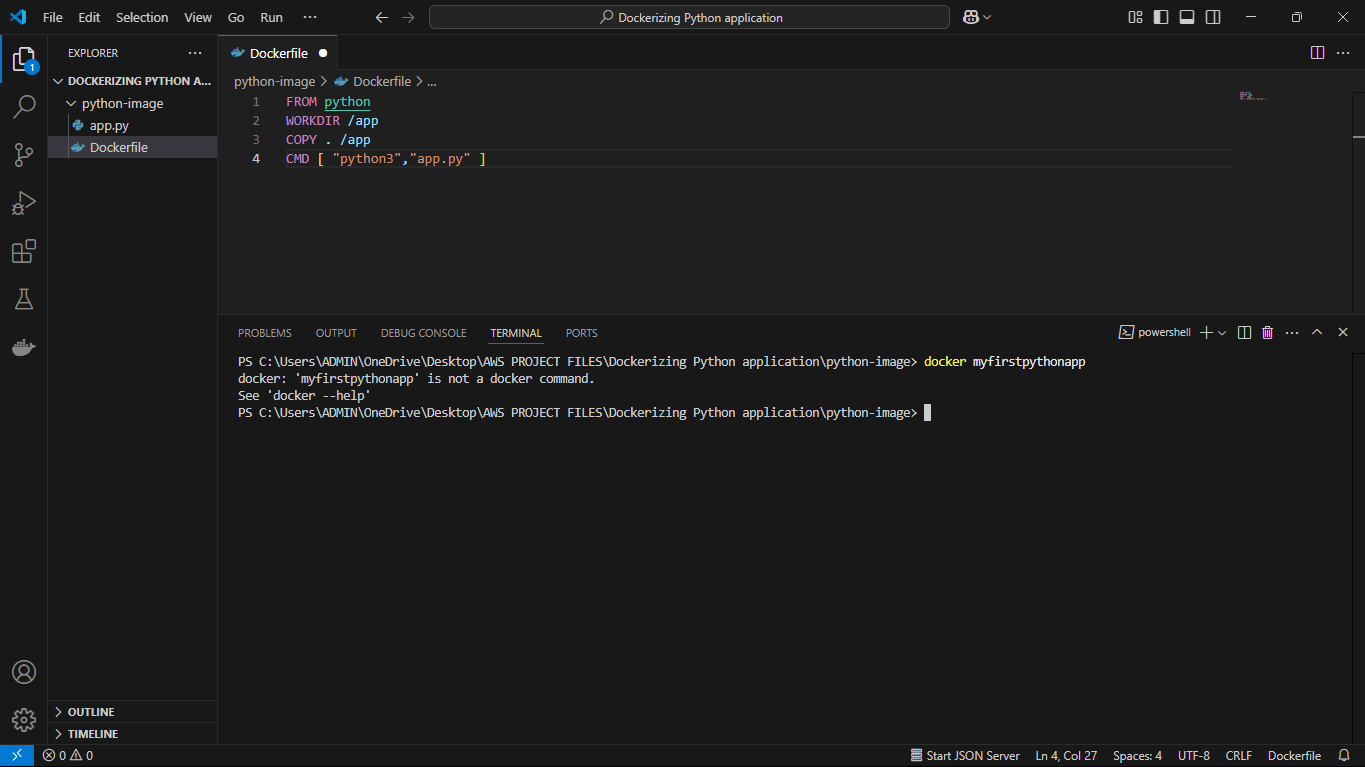 File Edit Selection View Go Run ···
Dockerizing Python application
EXPLORER ···
1
DOCKERIZING PYTHON A...
python-image
app.py
Dockerfile
OUTLINE
TIMELINE
Dockerfile
python-image > Dockerfile > ...
1 FROM python
2 WORKDIR /app
3 COPY . /app
4 CMD [ "python3","app.py" ]
PROBLEMS OUTPUT DEBUG CONSOLE TERMINAL PORTS
powershell
PS C:\Users\ADMIN\OneDrive\Desktop\AWS PROJECT FILES\Dockerizing Python application\python-image> docker myfirstpythonapp
docker: 'myfirstpythonapp' is not a docker command.
See 'docker --help'
PS C:\Users\ADMIN\OneDrive\Desktop\AWS PROJECT FILES\Dockerizing Python application\python-image>
0 0 Start JSON Server Ln 4, Col 27 Spaces: 4 UTF-8 CRLF Dockerfile